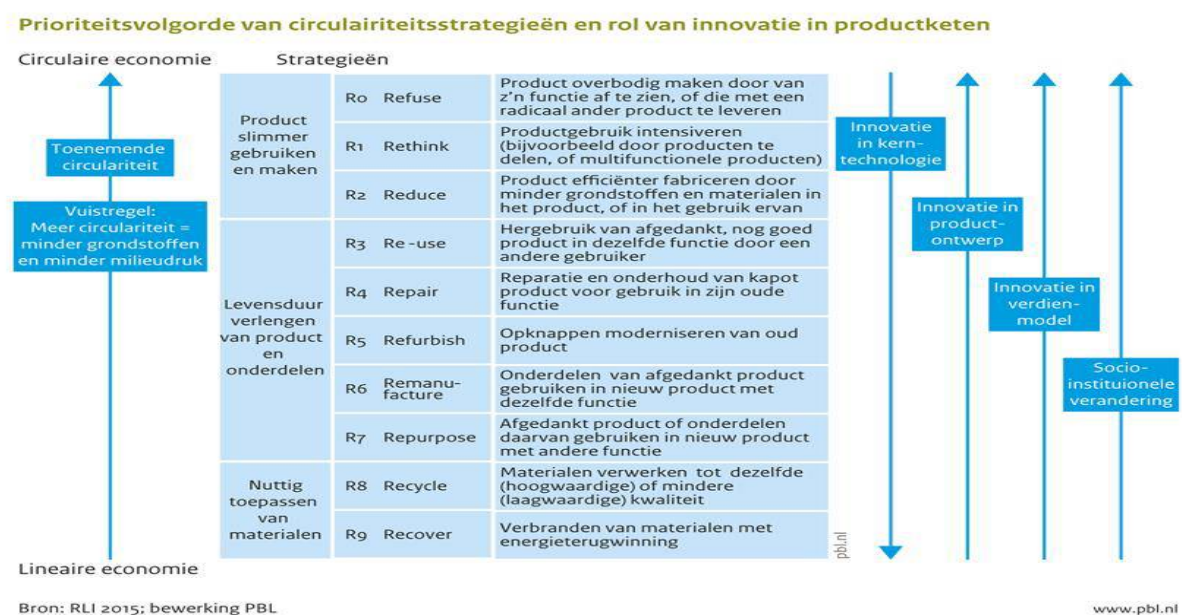 Prioriteitsvolgorde van circulairiteitsstrategieën en rol van innovatie in productketen
Circulaire economie
Strategieën
Toenemende
circulariteit
Vuistregel:
Meer circulariteit =
minder grondstoffen
en minder milieudruk
Product
slimmer
gebruiken
en maken
R0 Refuse
Product overbodig maken door van
z'n functie af te zien, of die met een
radicaal ander product te leveren
R1 Rethink
Productgebruik intensiveren
(bijvoorbeeld door producten te
delen, of multifunctionele producten)
R2 Reduce
Product efficiënter fabriceren door
minder grondstoffen en materialen in
het product, of in het gebruik ervan
Levensduur
verlengen
van product
en
onderdelen
R3 Re-use
Hergebruik van afgedankt, nog goed
product in dezelfde functie door een
andere gebruiker
R4 Repair
Reparatie en onderhoud van kapot
product voor gebruik in zijn oude
functie
R5 Refurbish
Opknappen moderniseren van oud
product
R6 Remanu-
facture
Onderdelen van afgedankt product
gebruiken in nieuw product met
dezelfde functie
R7 Repurpose
Afgedankt product of onderdelen
daarvan gebruiken in nieuw product
met andere functie
Nuttig
toepassen
van
materialen
R8 Recycle
Materialen verwerken tot dezelfde
(hoogwaardige) of mindere
(laagwaardige) kwaliteit
R9 Recover
Verbranden van materialen met
energieterugwinning
Innovatie
in kern-
technologie
Innovatie in
product-
ontwerp
Innovatie in
verdien-
model
Socio-
instituionele
verandering
pbl.nl
Lineaire economie
Bron: RLI 2015; bewerking PBL
www.pbl.nl